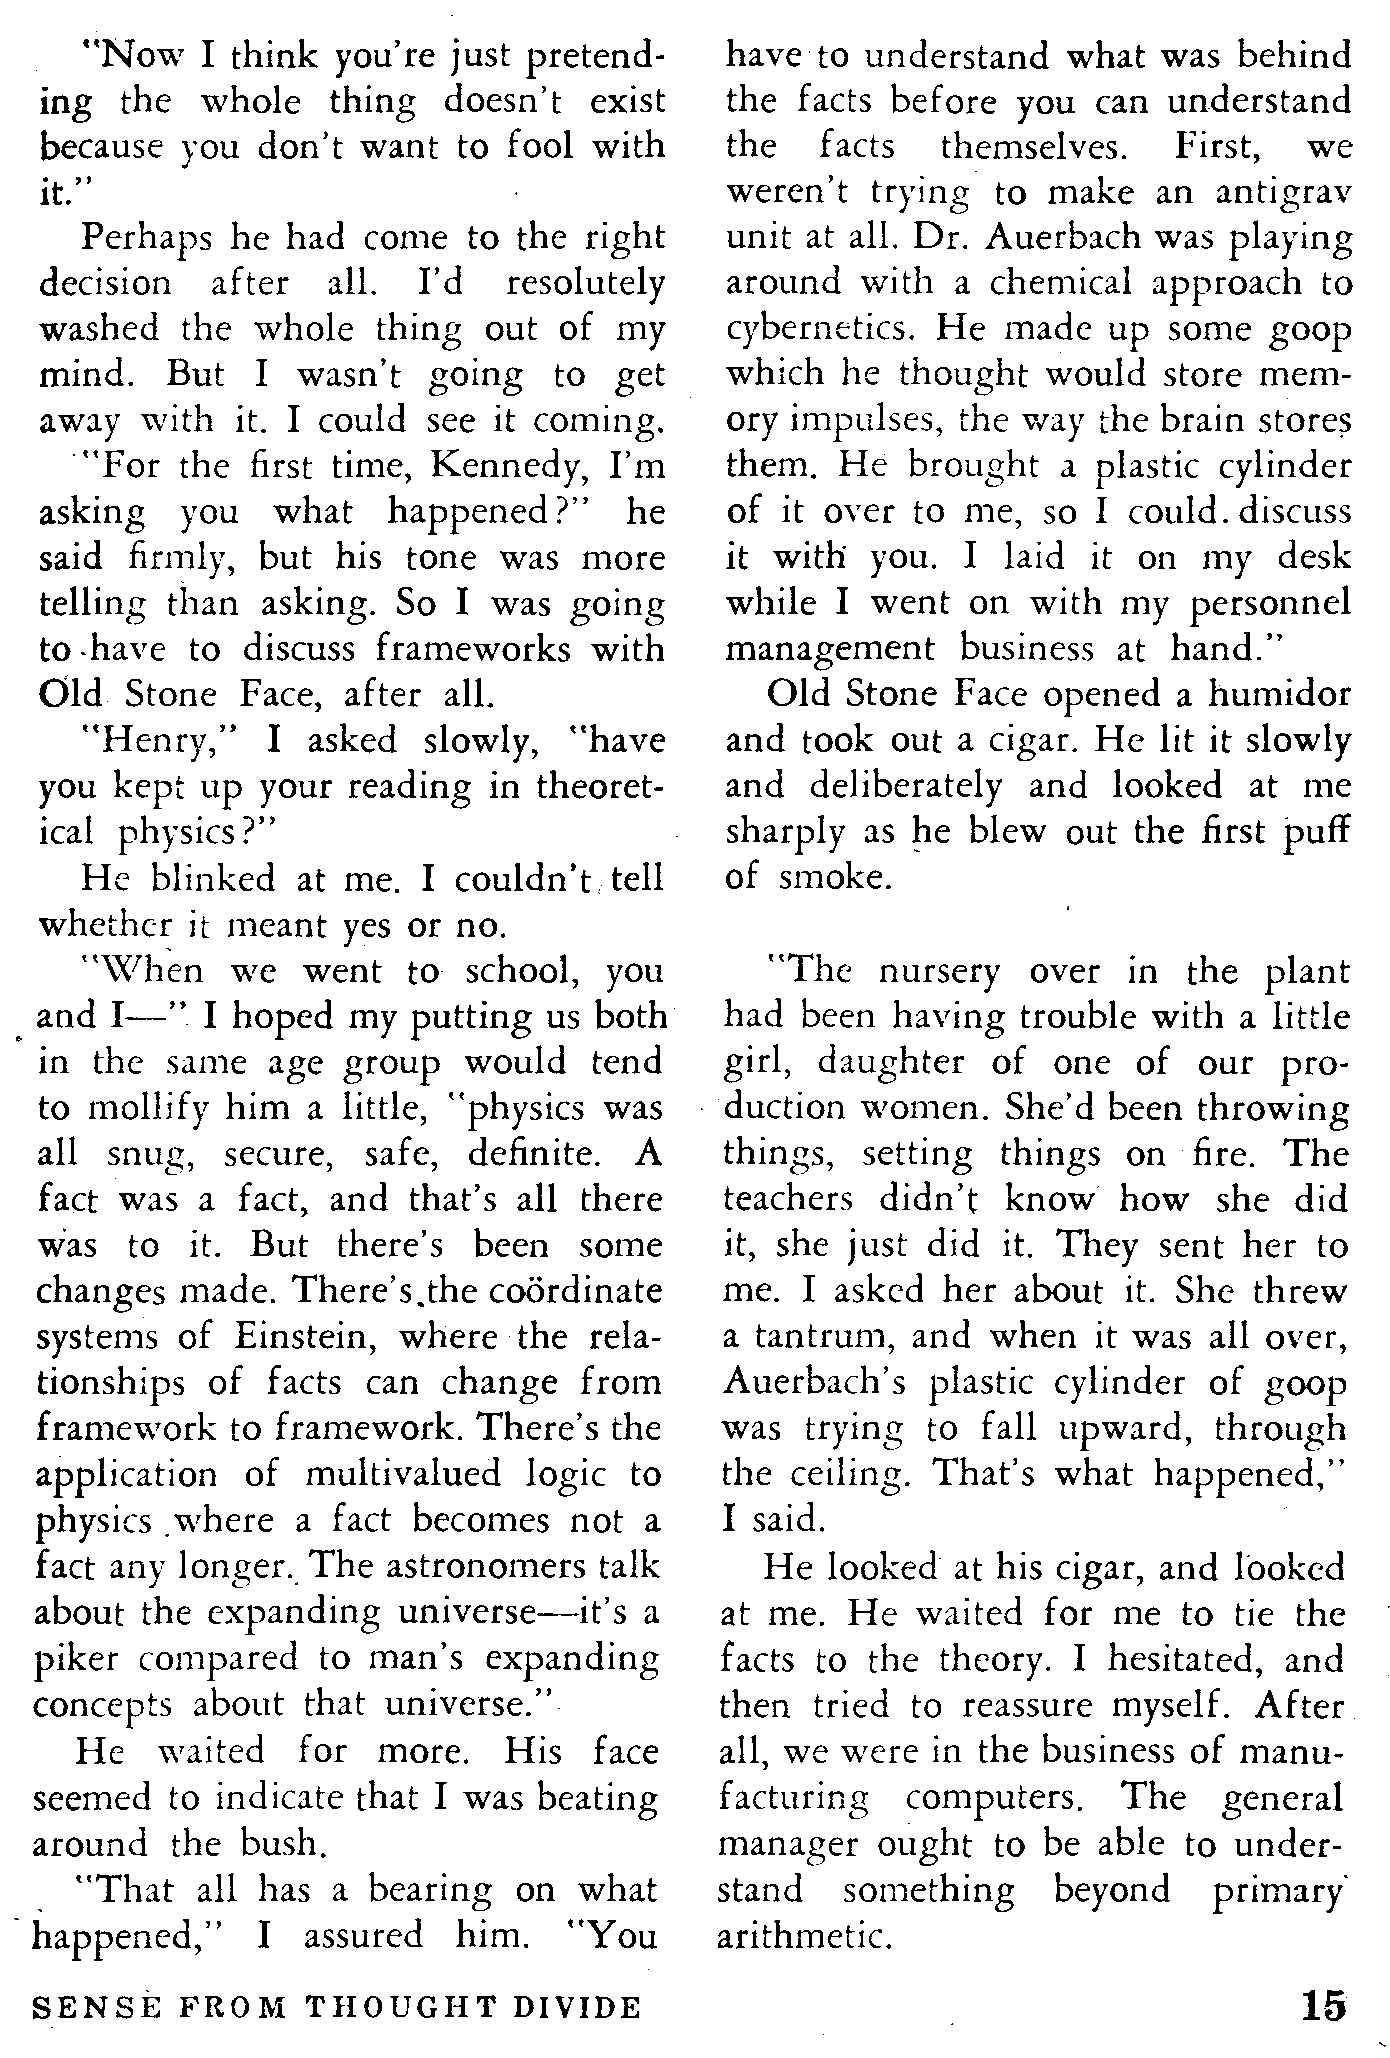 "Now I think you're just pretend-
ing the whole thing doesn't exist
because you don't want to fool with
it."
Perhaps he had come to the right
decision after all. I'd resolutely
washed the whole thing out of my
mind. But I wasn't going to get
away with it. I could see it coming.
"For the first time, Kennedy, I'm
asking you what happened?" he
said firmly, but his tone was more
telling than asking. So I was going
to have to discuss frameworks with
Old Stone Face, after all.
"Henry," I asked slowly, "have
you kept up your reading in theoret-
ical physics?"
He blinked at me. I couldn't tell
whether it meant yes or no.
"When we went to school, you
and I—" I hoped my putting us both
in the same age group would tend
to mollify him a little, "physics was
all snug, secure, safe, definite. A
fact was a fact, and that's all there
was to it. But there's been some
changes made. There's the coördinate
systems of Einstein, where the rela-
tionships of facts can change from
framework to framework. There's the
application of multivalued logic to
physics where a fact becomes not a
fact any longer. The astronomers talk
about the expanding universe—it's a
piker compared to man's expanding
concepts about that universe."
He waited for more. His face
seemed to indicate that I was beating
around the bush.
"That all has a bearing on what
happened," I assured him. "You
have to understand what was behind
the facts before you can understand
the facts themselves. First, we
weren't trying to make an antigrav
unit at all. Dr. Auerbach was playing
around with a chemical approach to
cybernetics. He made up some goop
which he thought would store mem-
ory impulses, the way the brain stores
them. He brought a plastic cylinder
of it over to me, so I could discuss
it with you. I laid it on my desk
while I went on with my personnel
management business at hand."
Old Stone Face opened a humidor
and took out a cigar. He lit it slowly
and deliberately and looked at me
sharply as he blew out the first puff
of smoke.
"The nursery over in the plant
had been having trouble with a little
girl, daughter of one of our pro-
duction women. She'd been throwing
things, setting things on fire. The
teachers didn't know how she did
it, she just did it. They sent her to
me. I asked her about it. She threw
a tantrum, and when it was all over,
Auerbach's plastic cylinder of goop
was trying to fall upward, through
the ceiling. That's what happened,"
I said.
He looked at his cigar, and looked
at me. He waited for me to tie the
facts to the theory. I hesitated, and
then tried to reassure myself. After
all, we were in the business of manu-
facturing computers. The general
manager ought to be able to under-
stand something beyond primary
arithmetic.
SENSE FROM THOUGHT DIVIDE
15